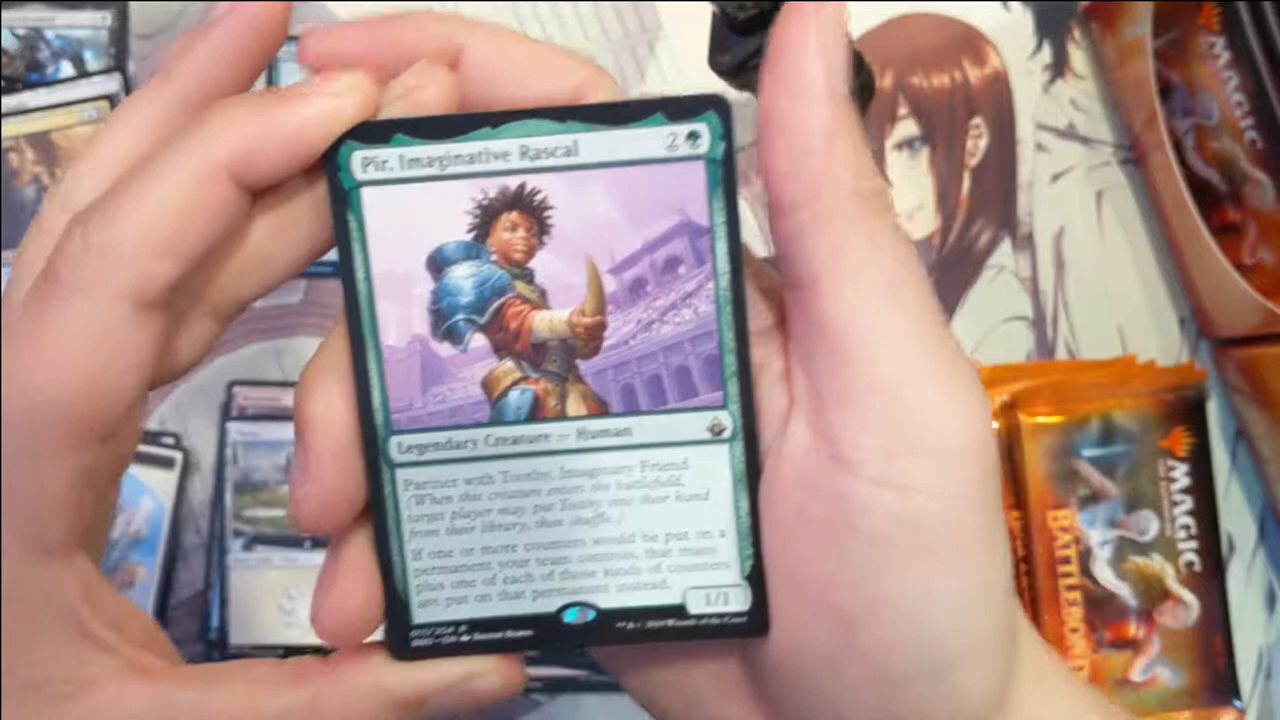 Pir, Imaginative Rascal 2
Legendary Creature — Human
Partner with Toothy, Imaginary Friend
(When this creature enters the battlefield,
target player may put Toothy into their hand
from their library, then shuffle.)
If one or more counters would be put on a
permanent your team controls, that many
plus one of each of those kinds of counters
are put on that permanent instead.
1/1
MAGIC
MAGIC
BATTLEBOND